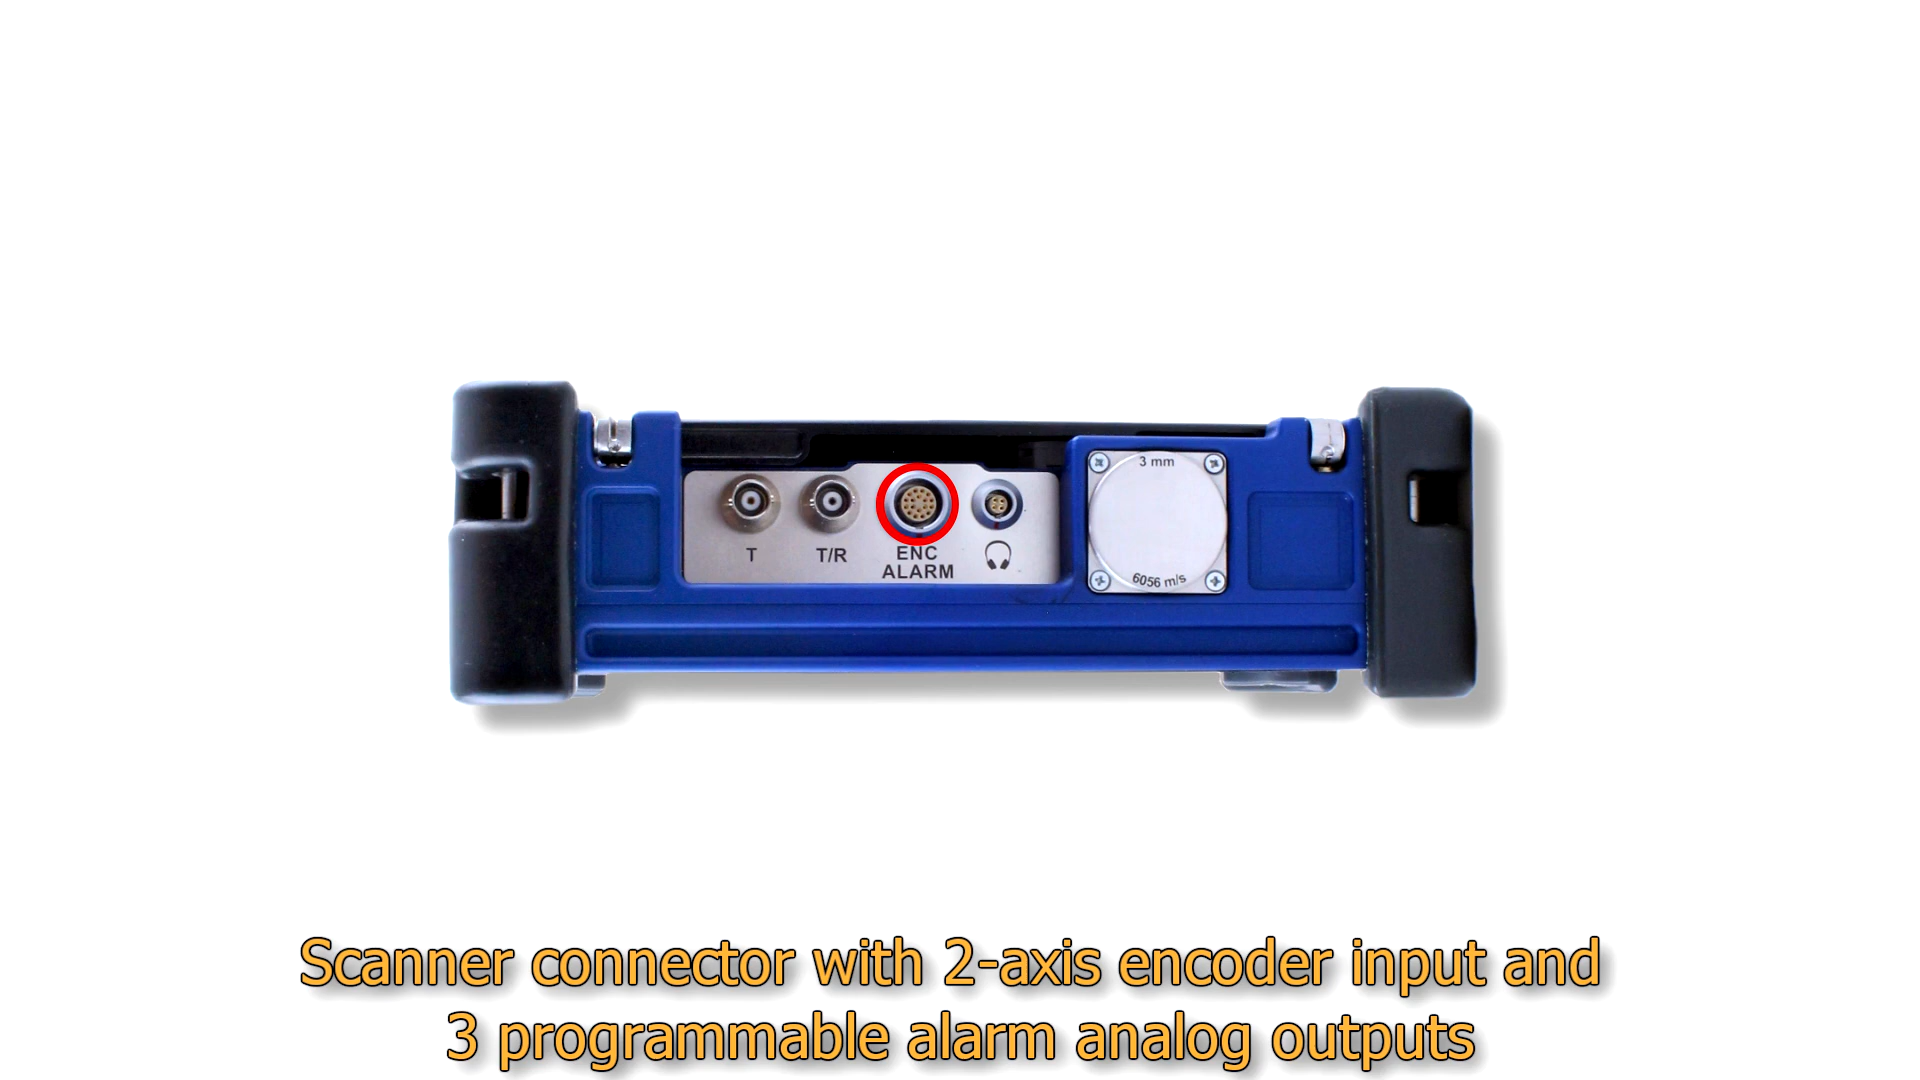 3 mm
T
T/R
ENC
ALARM
6056 m/s
Scanner connector with 2-axis encoder input and
3 programmable alarm analog outputs